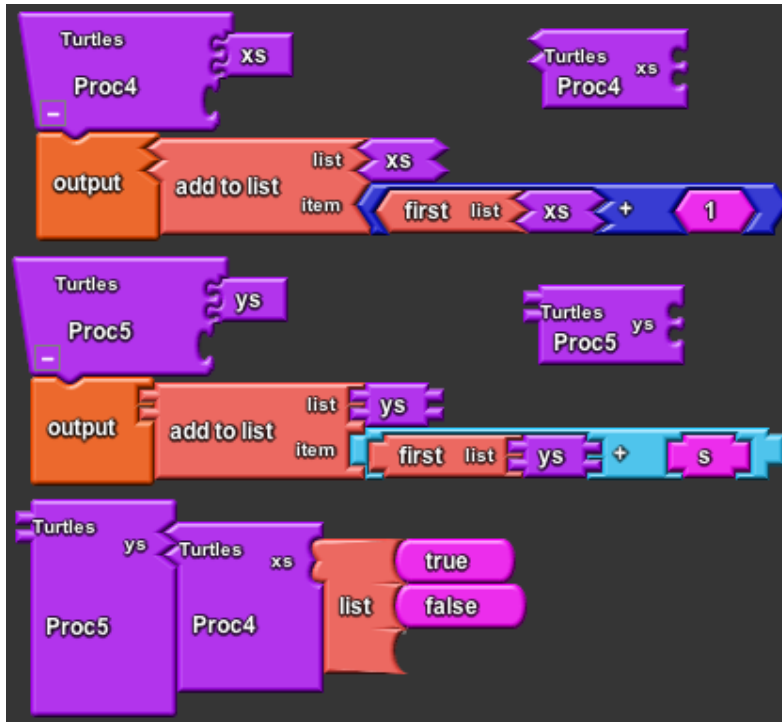 Turtles
xs
Proc4
−
output
add to list
list
xs
item
first list xs + 1
Turtles
Proc4
xs
Turtles
ys
Proc5
−
output
add to list
list
ys
item
first list ys + s
Turtles
Proc5
ys
Turtles
ys
Proc5
Turtles
xs
Proc4
list
true
false